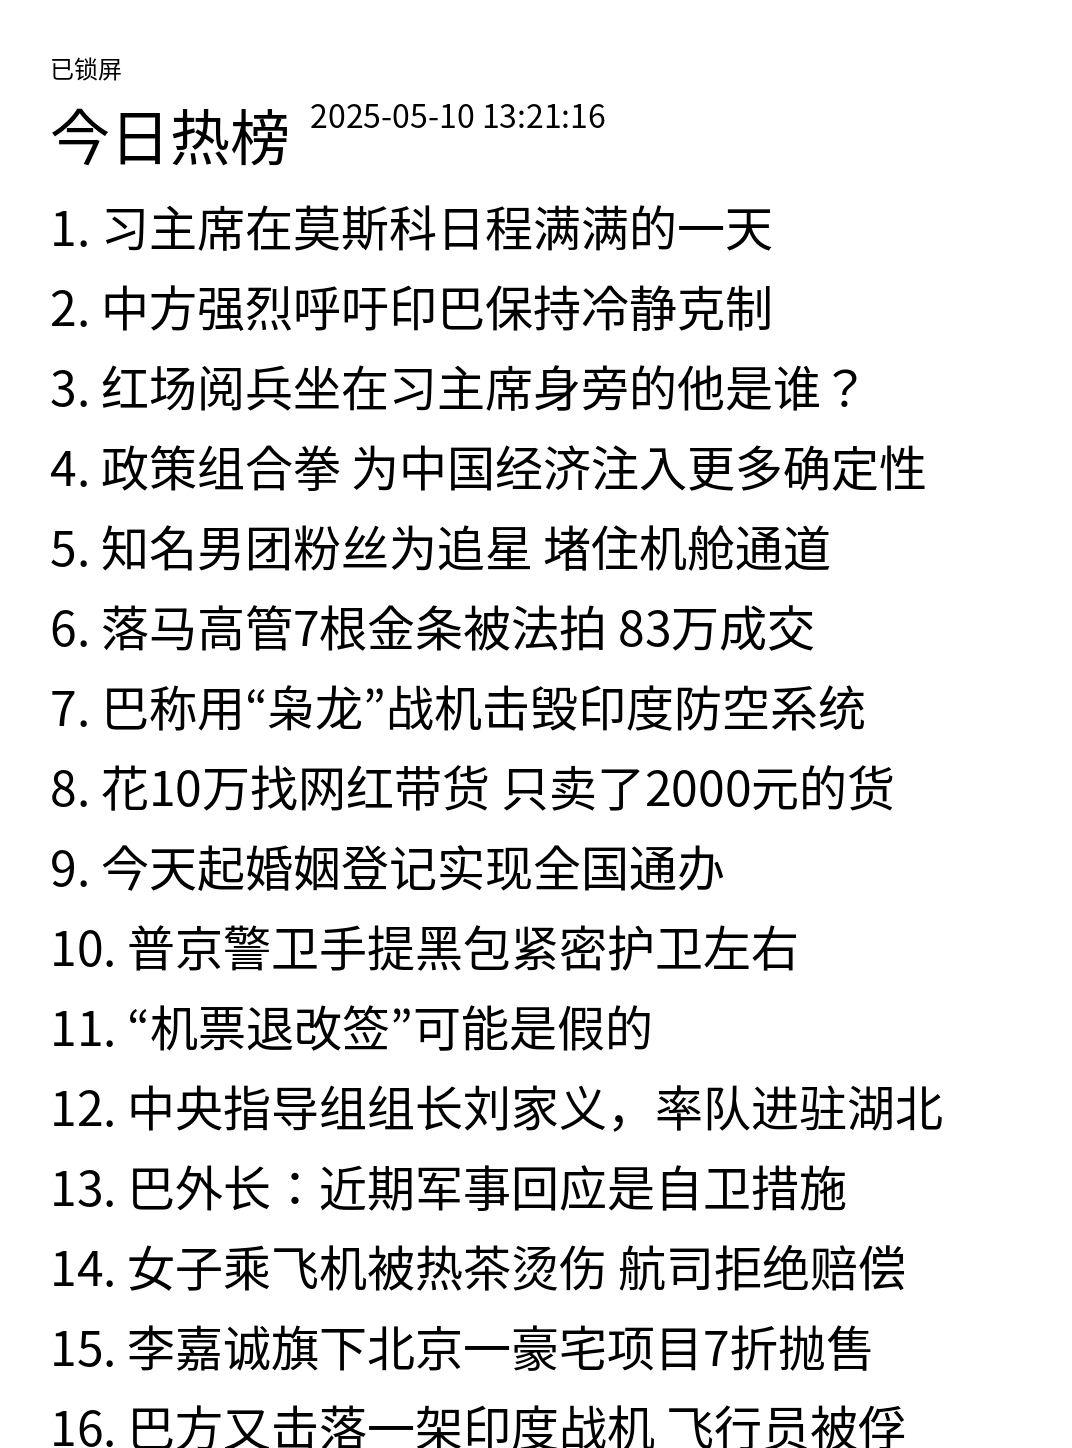 已锁屏
今日热榜 2025-05-10 13:21:16
1. 习主席在莫斯科日程满满的一天
2. 中方强烈呼吁印巴保持冷静克制
3. 红场阅兵坐在习主席身旁的他是谁？
4. 政策组合拳 为中国经济注入更多确定性
5. 知名男团粉丝为追星 堵住机舱通道
6. 落马高管7根金条被法拍 83万成交
7. 巴称用“枭龙”战机击毁印度防空系统
8. 花10万找网红带货 只卖了2000元的货
9. 今天起婚姻登记实现全国通办
10. 普京警卫手提黑包紧密护卫左右
11. “机票退改签”可能是假的
12. 中央指导组组长刘家义，率队进驻湖北
13. 巴外长：近期军事回应是自卫措施
14. 女子乘飞机被热茶烫伤 航司拒绝赔偿
15. 李嘉诚旗下北京一豪宅项目7折抛售
16. 巴方又击落一架印度战机 飞行员被俘